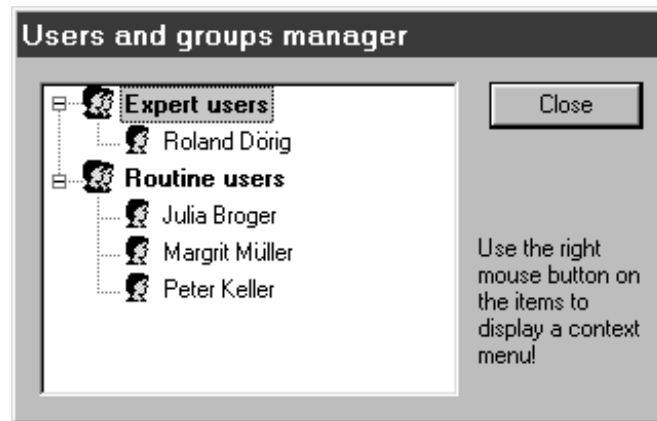 Users and groups manager
Expert users
Close
Roland Dörig
Routine users
Julia Broger
Margrit Müller
Peter Keller
Use the right
mouse button on
the items to
display a context
menu!